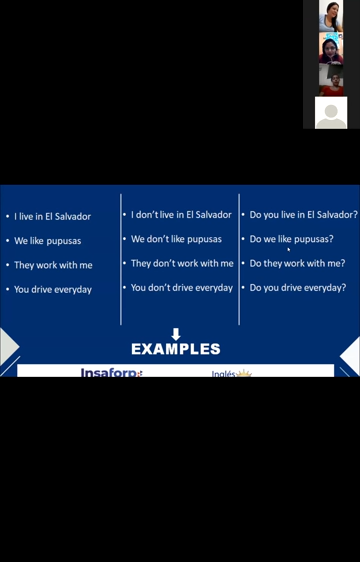 • I live in El Salvador
• We like pupusas
• They work with me
• You drive everyday
• I don't live in El Salvador
• We don't like pupusas
• They don't work with me
• You don't drive everyday
• Do you live in El Salvador?
• Do we like pupusas?
• Do they work with me?
• Do you drive everyday?
EXAMPLES
Insaforp
Inglés